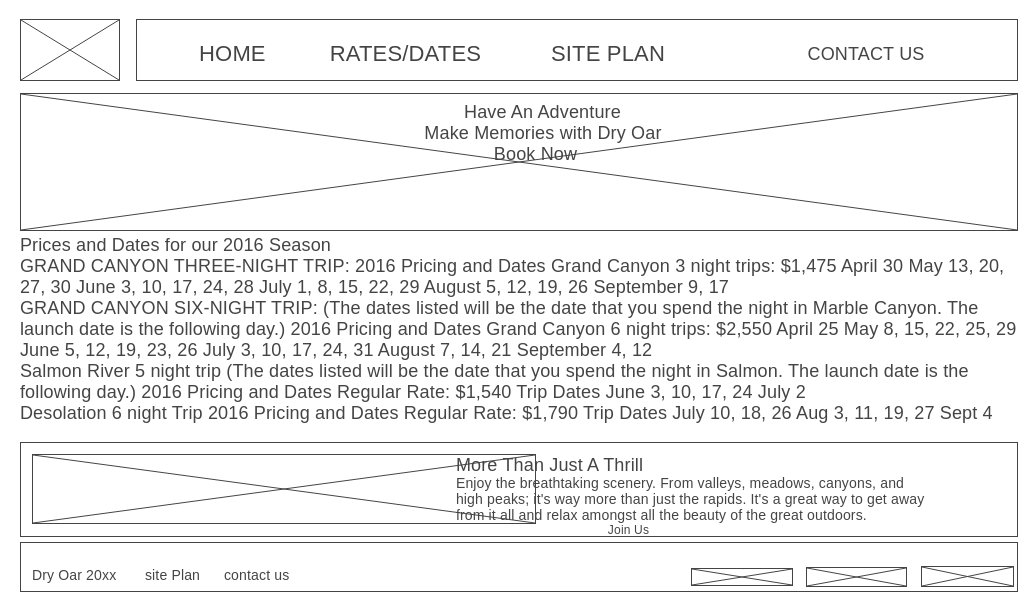 HOME RATES/DATES SITE PLAN CONTACT US
Have An Adventure
Make Memories with Dry Oar
Book Now
Prices and Dates for our 2016 Season
GRAND CANYON THREE-NIGHT TRIP: 2016 Pricing and Dates Grand Canyon 3 night trips: $1,475 April 30 May 13, 20,
27, 30 June 3, 10, 17, 24, 28 July 1, 8, 15, 22, 29 August 5, 12, 19, 26 September 9, 17
GRAND CANYON SIX-NIGHT TRIP: (The dates listed will be the date that you spend the night in Marble Canyon. The
launch date is the following day.) 2016 Pricing and Dates Grand Canyon 6 night trips: $2,550 April 25 May 8, 15, 22, 25, 29
June 5, 12, 19, 23, 26 July 3, 10, 17, 24, 31 August 7, 14, 21 September 4, 12
Salmon River 5 night trip (The dates listed will be the date that you spend the night in Salmon. The launch date is the
following day.) 2016 Pricing and Dates Regular Rate: $1,540 Trip Dates June 3, 10, 17, 24 July 2
Desolation 6 night Trip 2016 Pricing and Dates Regular Rate: $1,790 Trip Dates July 10, 18, 26 Aug 3, 11, 19, 27 Sept 4
More Than Just A Thrill
Enjoy the breathtaking scenery. From valleys, meadows, canyons, and
high peaks; it's way more than just the rapids. It's a great way to get away
from it all and relax amongst all the beauty of the great outdoors.
Join Us
Dry Oar 20xx site Plan contact us